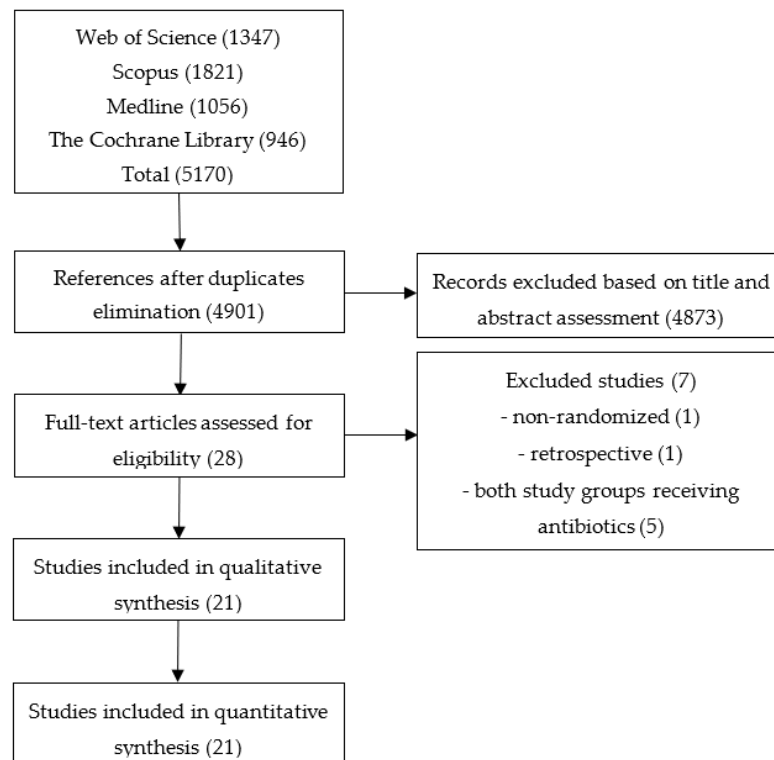 Web of Science (1347)
Scopus (1821)
Medline (1056)
The Cochrane Library (946)
Total (5170)
References after duplicates
elimination (4901)
Records excluded based on title and
abstract assessment (4873)
Full-text articles assessed for
eligibility (28)
Excluded studies (7)
- non-randomized (1)
- retrospective (1)
- both study groups receiving
antibiotics (5)
Studies included in qualitative
synthesis (21)
Studies included in quantitative
synthesis (21)